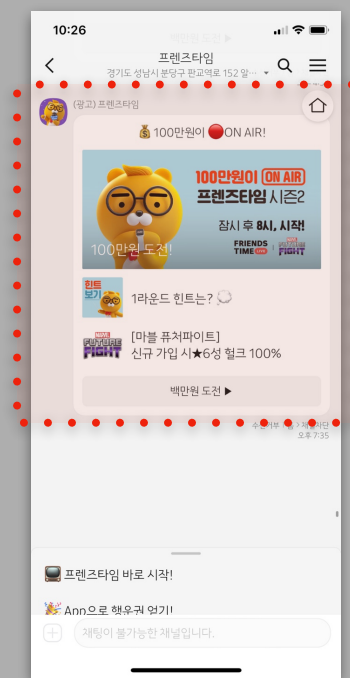 10:26
프렌즈타임
경기도 성남시 분당구 판교역로 152 알…
(광고) 프렌즈타임
💰 100만원이 🔴ON AIR!
100만원이 ON AIR
프렌즈타임 시즌2
잠시 후 8시, 시작!
FRIENDS TIME LIVE
MARVEL FUTURE FIGHT
100만원 도전!
힌트 보기
1라운드 힌트는? 💭
MARVEL FUTURE FIGHT
[마블 퓨처파이트]
신규 가입 시★6성 헐크 100%
백만원 도전 ▶
오후 7:35
📺 프렌즈타임 바로 시작!
🎉 App으로 행운권 얻기!
채팅이 불가능한 채널입니다.